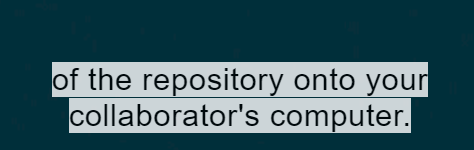 of the repository onto your
collaborator's computer.